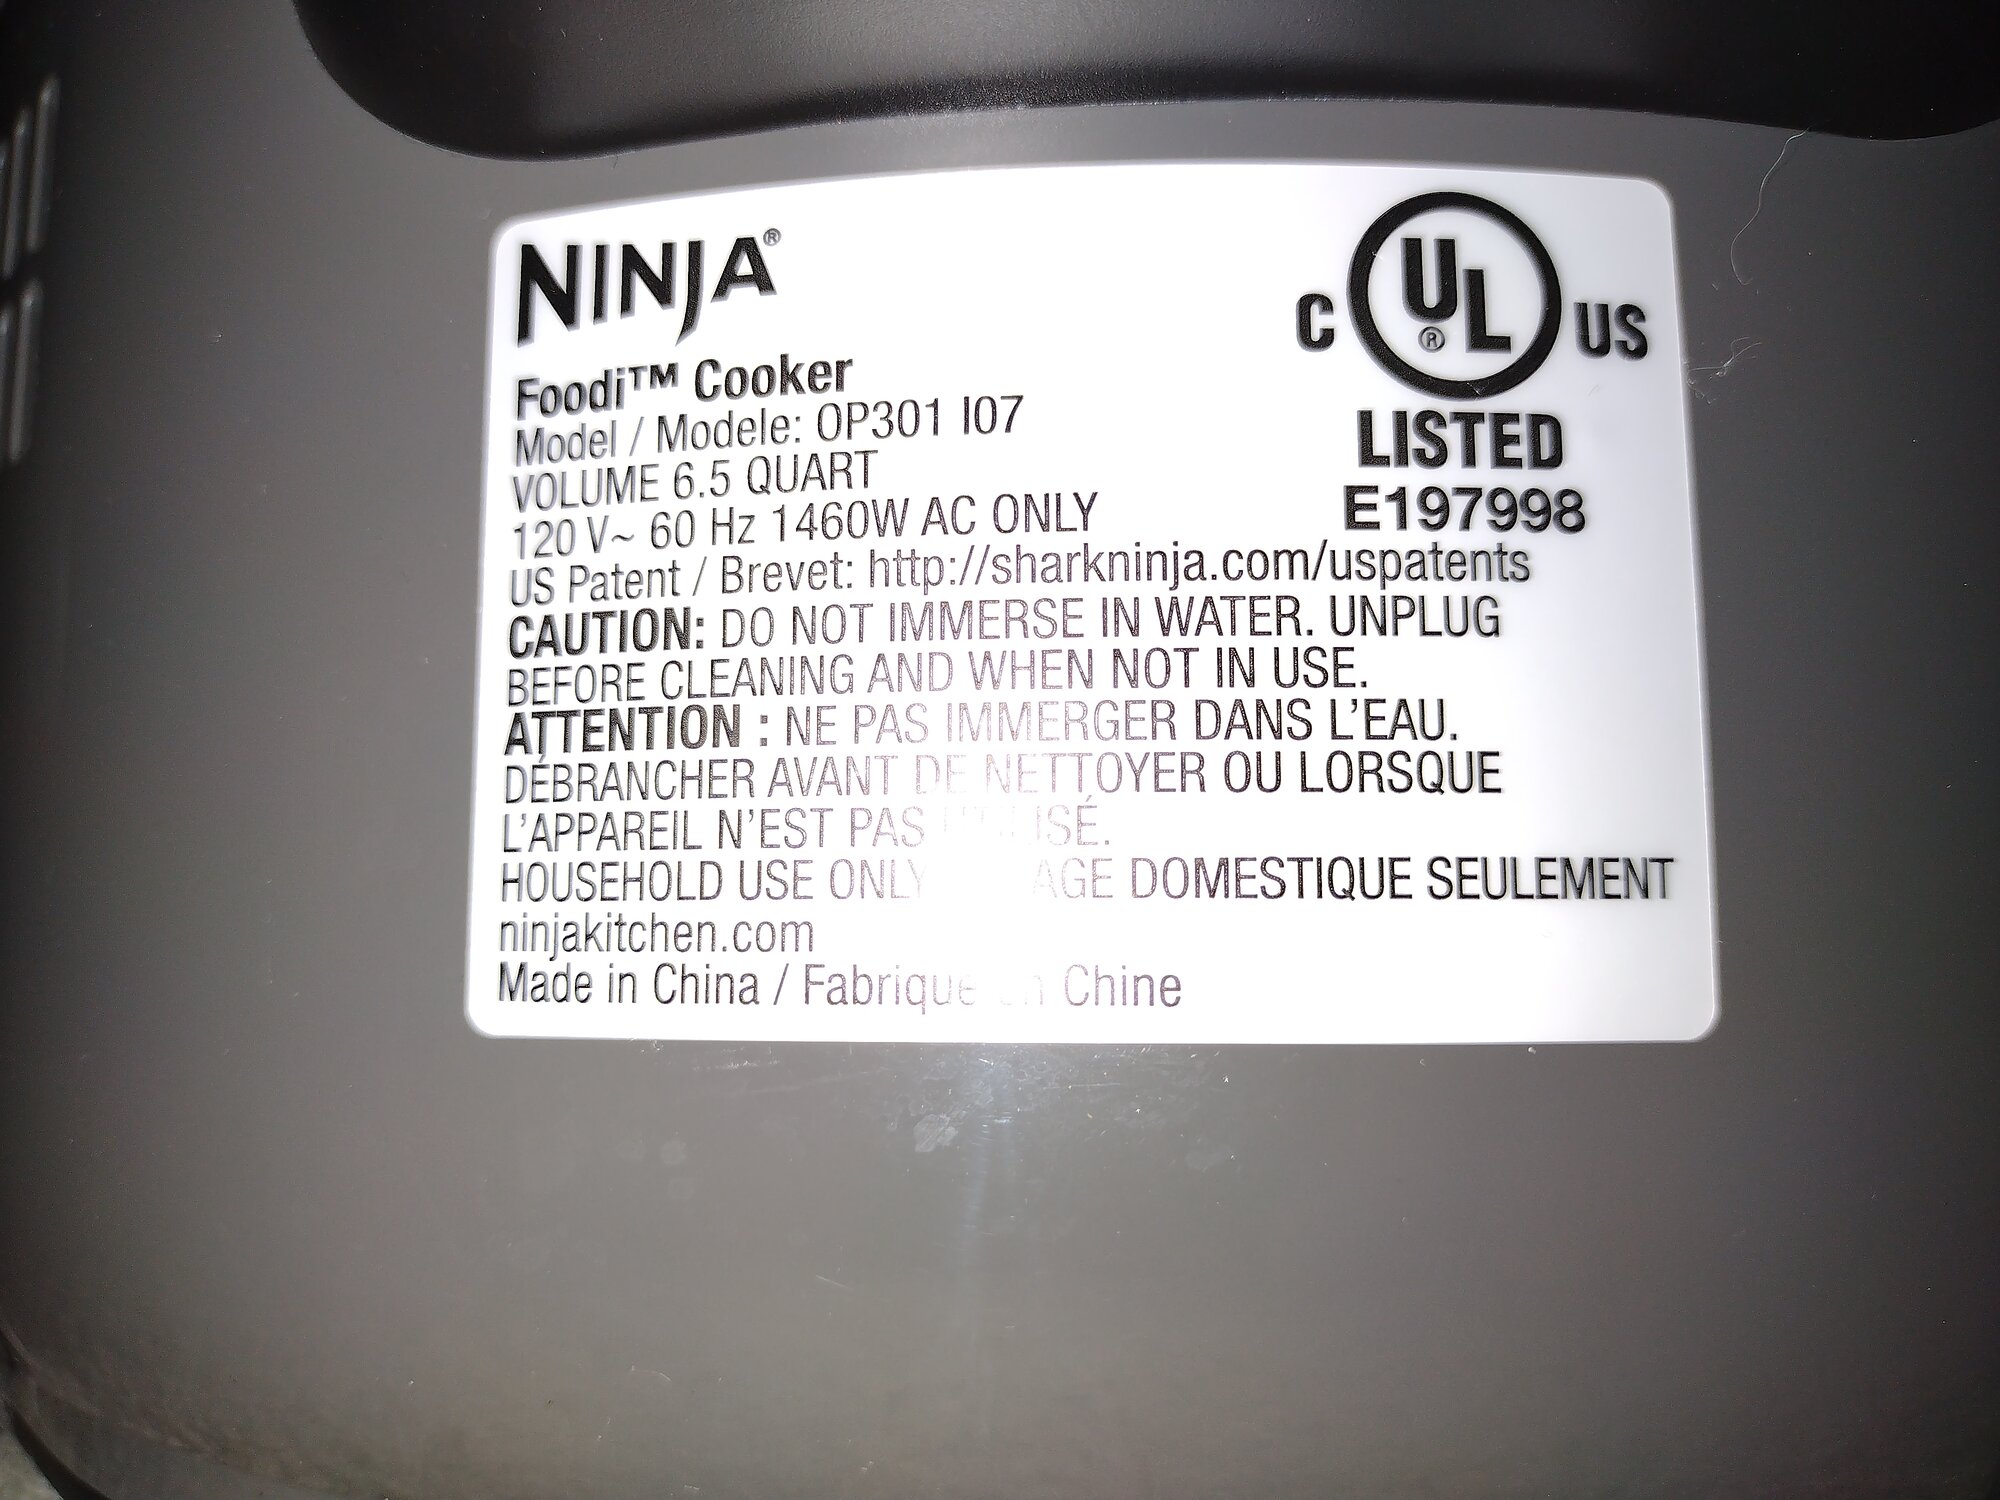 NINJA®
C UL® US
LISTED
E197998
Foodi™ Cooker
Model / Modele: OP301 I07
VOLUME 6.5 QUART
120 V~ 60 Hz 1460W AC ONLY
US Patent / Brevet: http://sharkninja.com/uspatents
CAUTION: DO NOT IMMERSE IN WATER. UNPLUG
BEFORE CLEANING AND WHEN NOT IN USE.
ATTENTION : NE PAS IMMERGER DANS L'EAU.
DÉBRANCHER AVANT DE NETTOYER OU LORSQUE
L'APPAREIL N'EST PAS
HOUSEHOLD USE ONLY DOMESTIQUE SEULEMENT
ninjakitchen.com
Made in China / Fabrique Chine